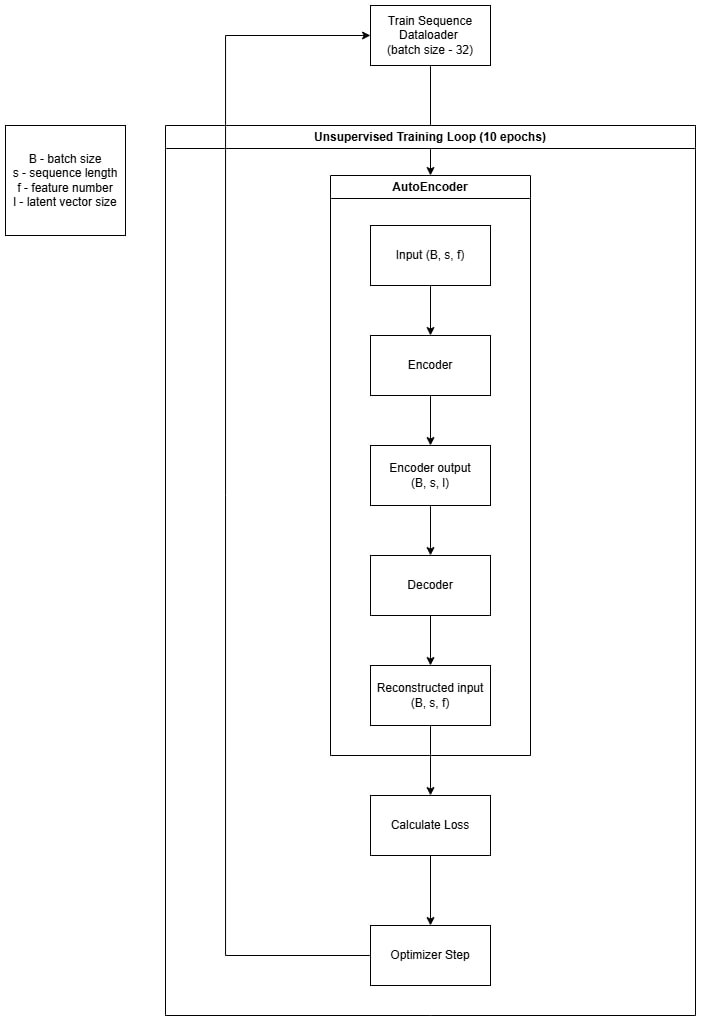 Train Sequence
Dataloader
(batch size - 32)
B - batch size
s - sequence length
f - feature number
l - latent vector size
Unsupervised Training Loop (10 epochs)
AutoEncoder
Input (B, s, f)
Encoder
Encoder output
(B, s, l)
Decoder
Reconstructed input
(B, s, f)
Calculate Loss
Optimizer Step